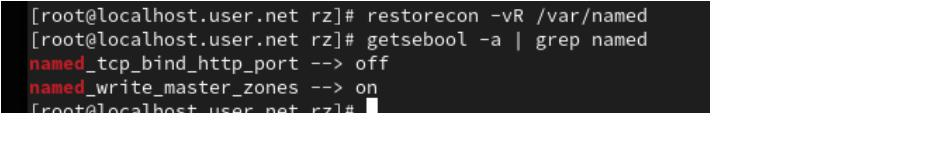 [root@localhost.user.net rz]# restorecon -vR /var/named
[root@localhost.user.net rz]# getsebool -a | grep named
named_tcp_bind_http_port --> off
named_write_master_zones --> on
[root@localhost.user.net rz]#